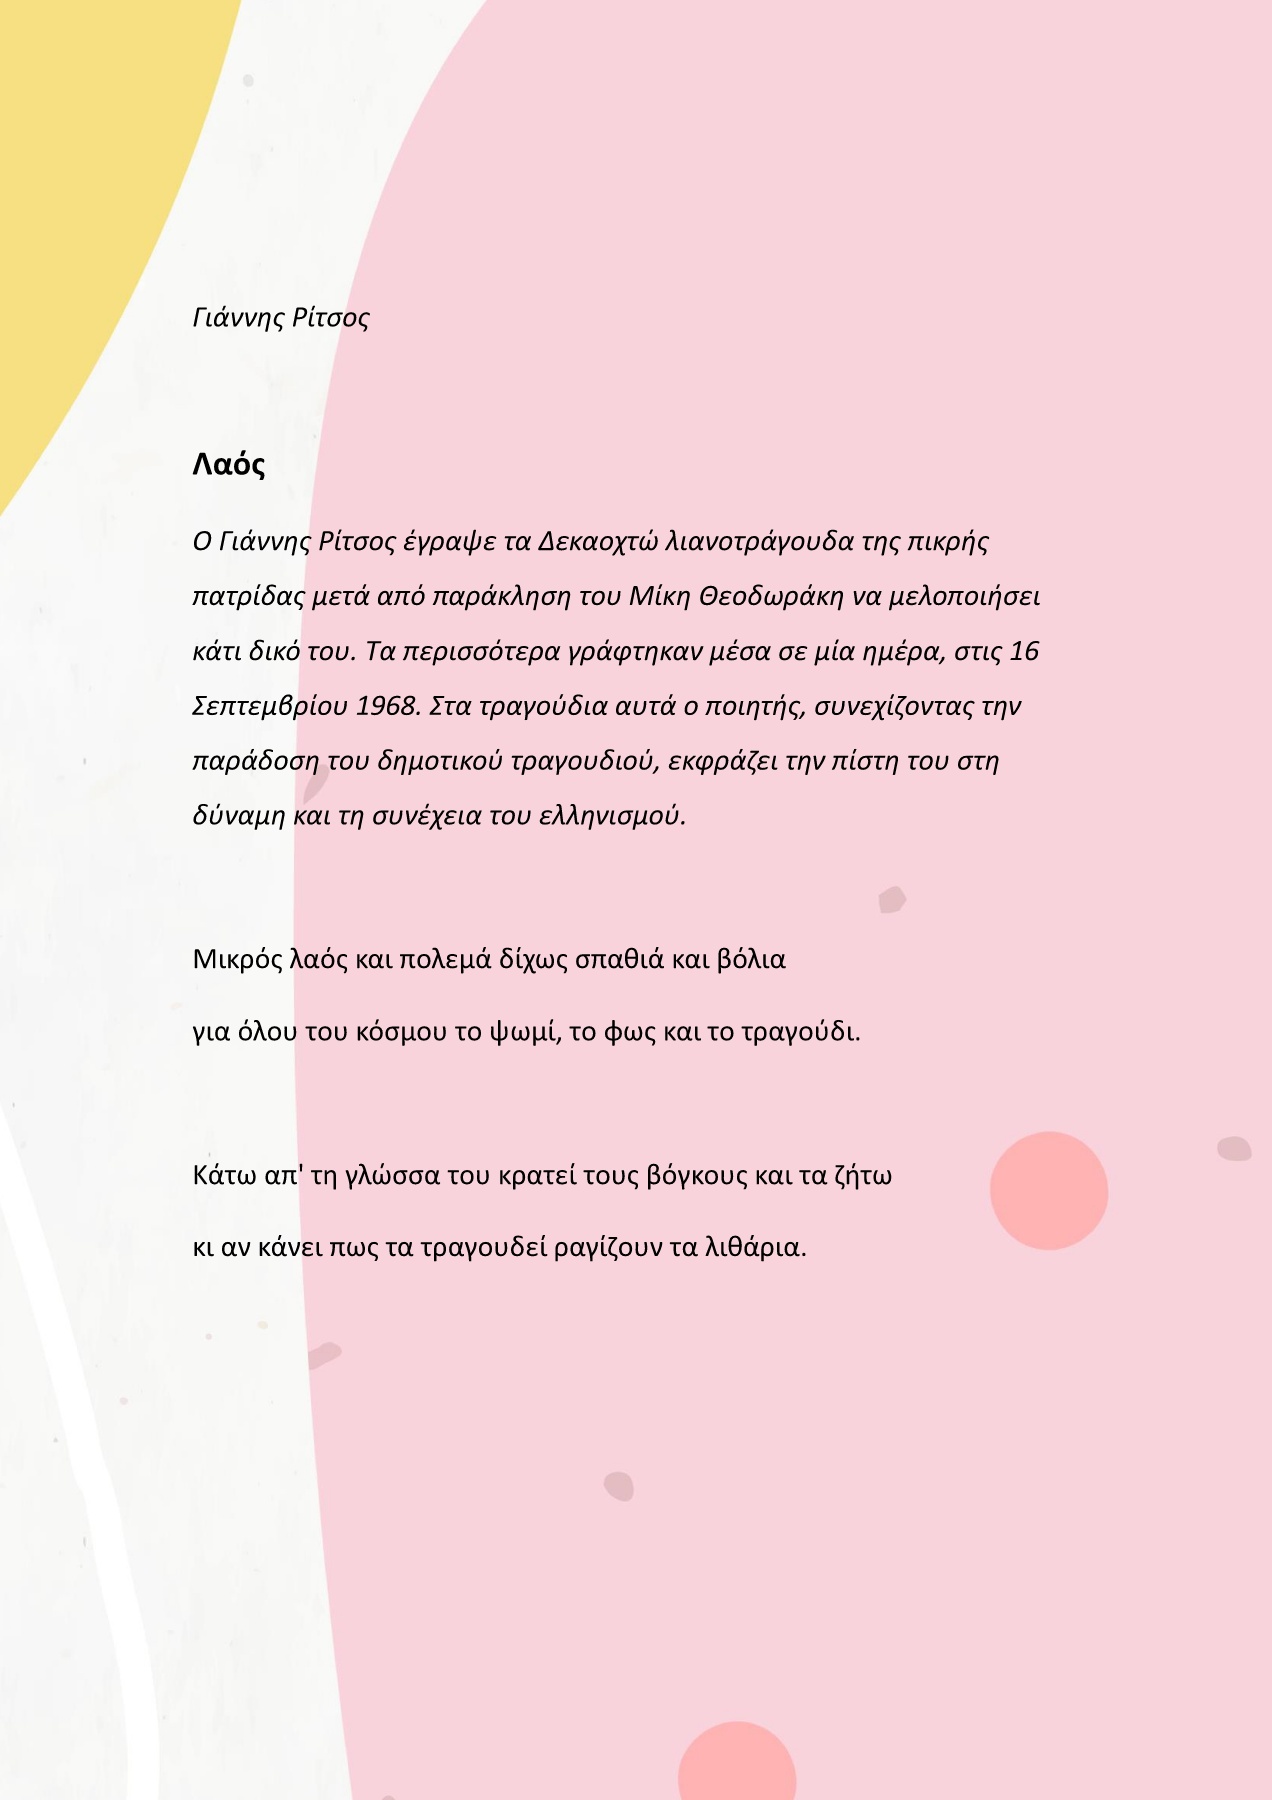 Γιάννης Ρίτσος
Λαός
Ο Γιάννης Ρίτσος έγραψε τα Δεκαοχτώ λιανοτράγουδα της πικρής
πατρίδας μετά από παράκληση του Μίκη Θεοδωράκη να μελοποιήσει
κάτι δικό του. Τα περισσότερα γράφτηκαν μέσα σε μία ημέρα, στις 16
Σεπτεμβρίου 1968. Στα τραγούδια αυτά ο ποιητής, συνεχίζοντας την
παράδοση του δημοτικού τραγουδιού, εκφράζει την πίστη του στη
δύναμη και τη συνέχεια του ελληνισμού.
Μικρός λαός και πολεμά δίχως σπαθιά και βόλια
για όλου του κόσμου το ψωμί, το φως και το τραγούδι.
Κάτω απ' τη γλώσσα του κρατεί τους βόγκους και τα ζήτω
κι αν κάνει πως τα τραγουδεί ραγίζουν τα λιθάρια.